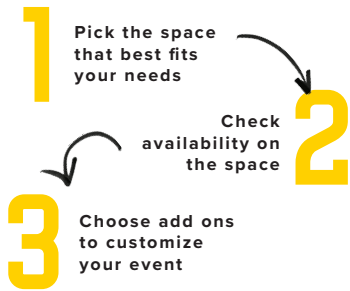 1
Pick the space
that best fits
your needs
2
Check
availability on
the space
3
Choose add ons
to customize
your event